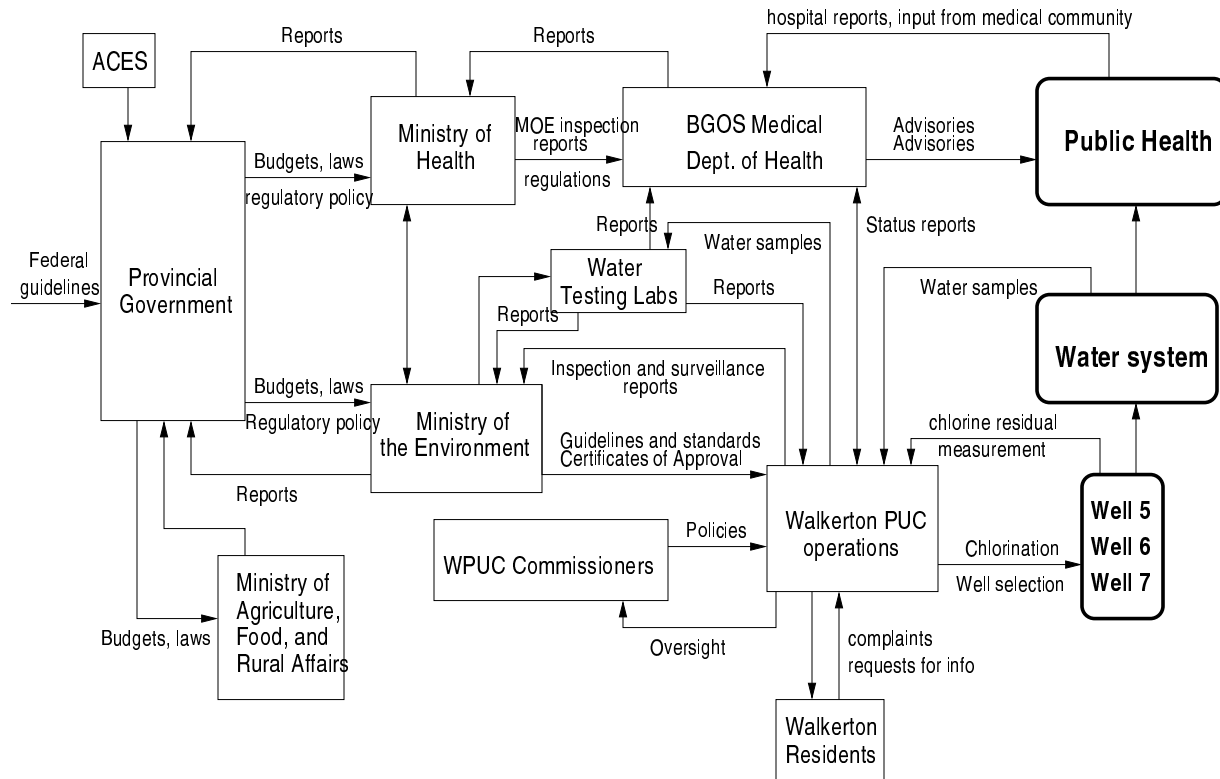 hospital reports, input from medical community
Reports
Reports
ACES
Ministry of
Health
MOE inspection
reports
regulations
BGOS Medical
Dept. of Health
Advisories
Advisories
Public Health
Budgets, laws
regulatory policy
Federal
guidelines
Provincial
Government
Reports
Water samples
Status reports
Water
Testing Labs
Reports
Reports
Water samples
Water system
Inspection and surveillance
reports
Budgets, laws
Regulatory policy
Ministry of
the Environment
Guidelines and standards
Certificates of Approval
chlorine residual
measurement
Reports
Policies
WPUC Commissioners
Walkerton PUC
operations
Chlorination
Well selection
Well 5
Well 6
Well 7
Ministry of
Agriculture,
Food, and
Rural Affairs
Budgets, laws
Oversight
complaints
requests for info
Walkerton
Residents